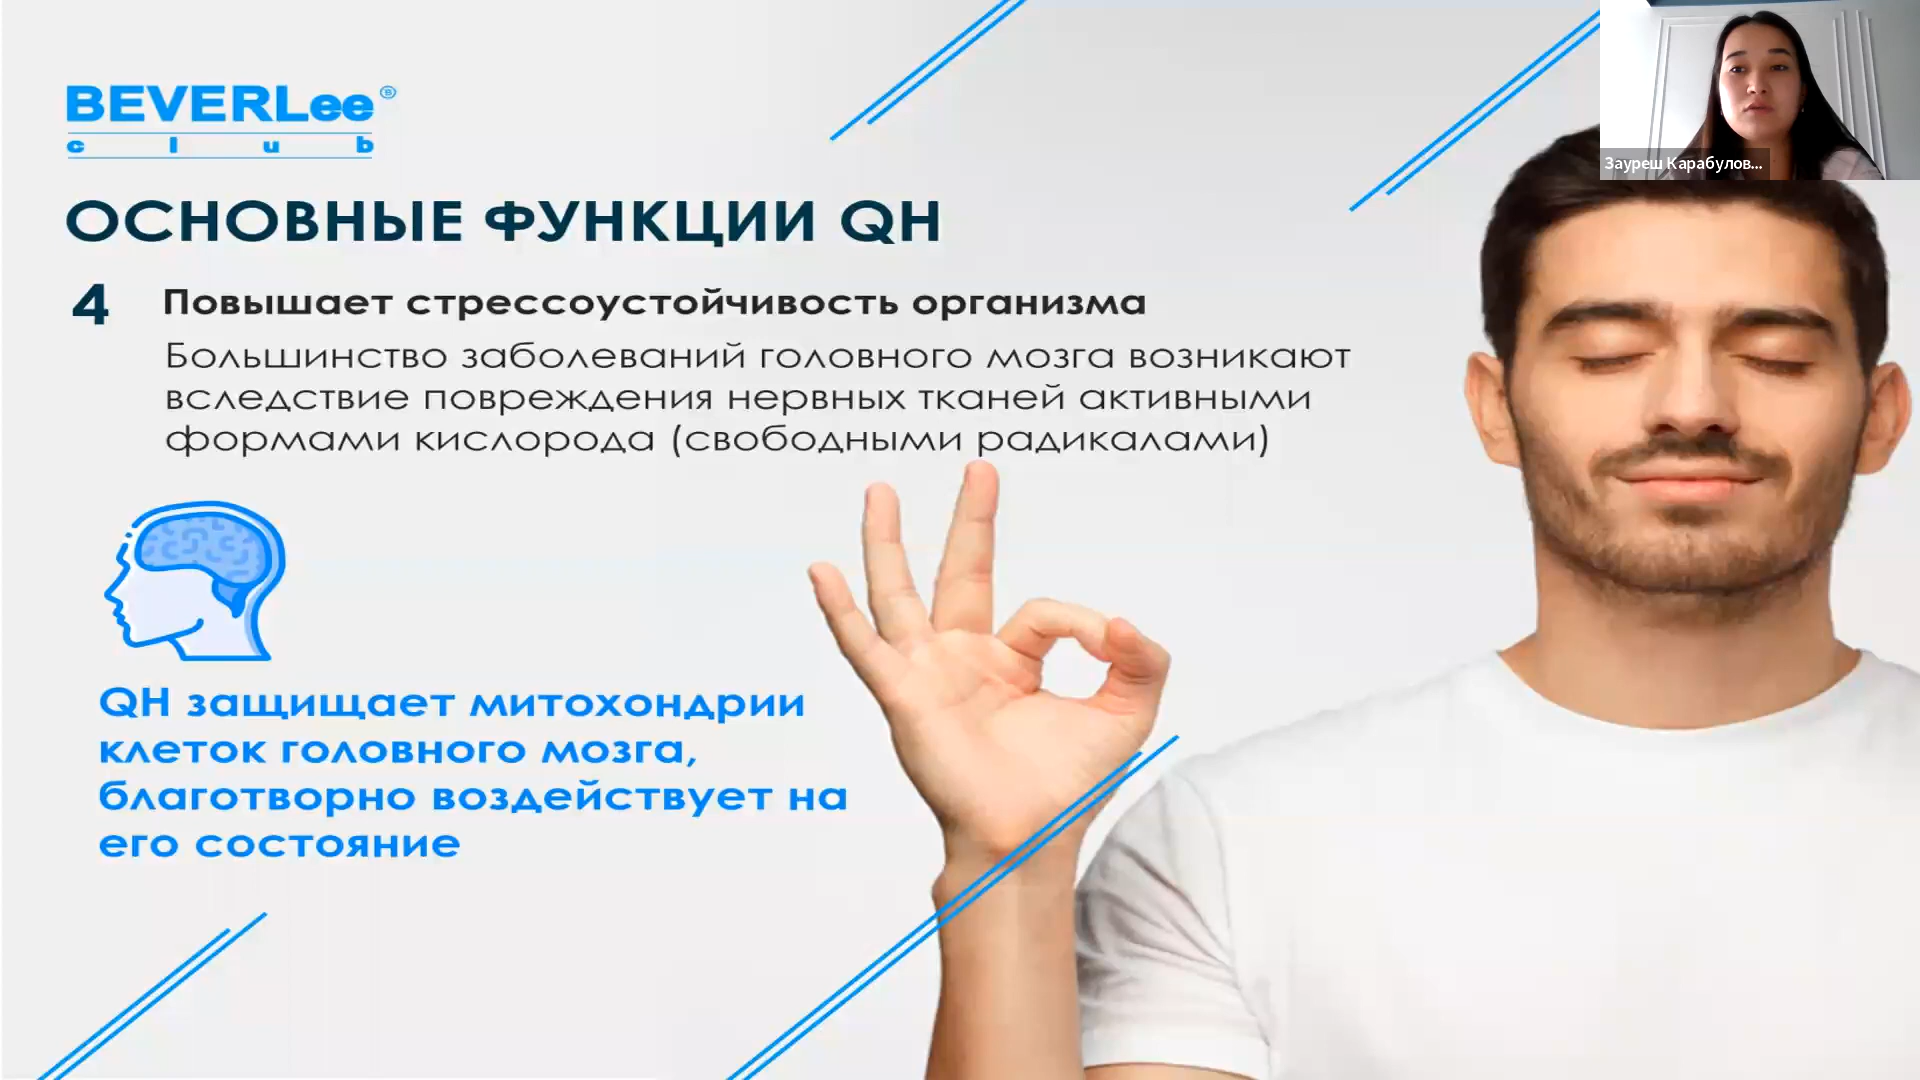 BEVERLee®
club
ОСНОВНЫЕ ФУНКЦИИ QH
4 Повышает стрессоустойчивость организма
Большинство заболеваний головного мозга возникают
вследствие повреждения нервных тканей активными
формами кислорода (свободными радикалами)
QH защищает митохондрии
клеток головного мозга,
благотворно воздействует на
его состояние
Зауреш Карабулов...